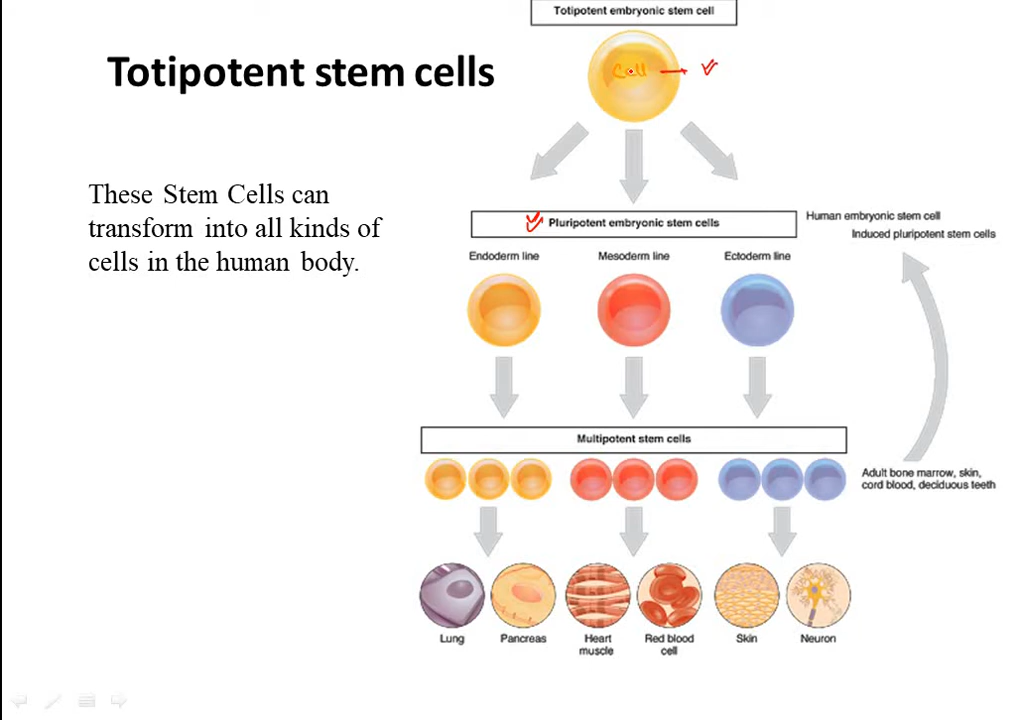 Totipotent embryonic stem cell
Totipotent stem cells
Cell
These Stem Cells can
transform into all kinds of
cells in the human body.
Pluripotent embryonic stem cells
Human embryonic stem cell
Induced pluripotent stem cells
Endoderm line
Mesoderm line
Ectoderm line
Multipotent stem cells
Adult bone marrow, skin,
cord blood, deciduous teeth
Lung
Pancreas
Heart
muscle
Red blood
cell
Skin
Neuron